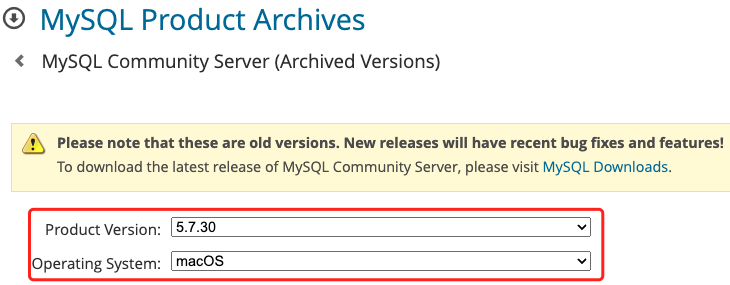 MySQL Product Archives
MySQL Community Server (Archived Versions)
Please note that these are old versions. New releases will have recent bug fixes and features!
To download the latest release of MySQL Community Server, please visit MySQL Downloads.
Product Version: 5.7.30
Operating System: macOS